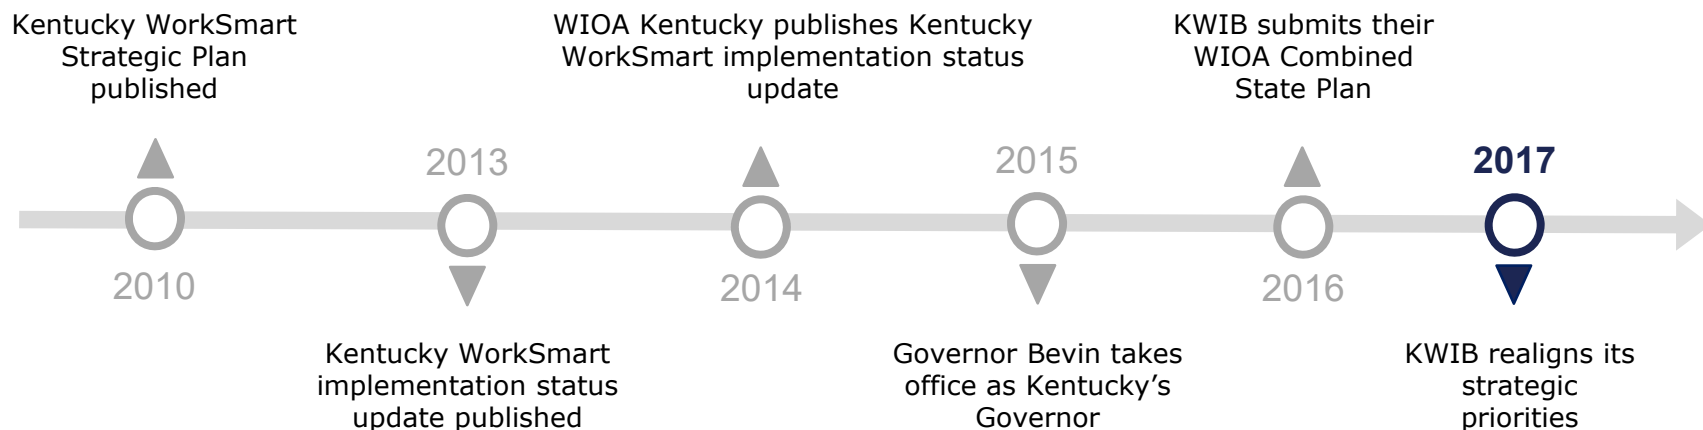 Kentucky WorkSmart
Strategic Plan
published
WIOA Kentucky publishes Kentucky
WorkSmart implementation status
update
KWIB submits their
WIOA Combined
State Plan
2013
2015
2017
2010
2014
2016
Kentucky WorkSmart
implementation status
update published
Governor Bevin takes
office as Kentucky’s
Governor
KWIB realigns its
strategic
priorities